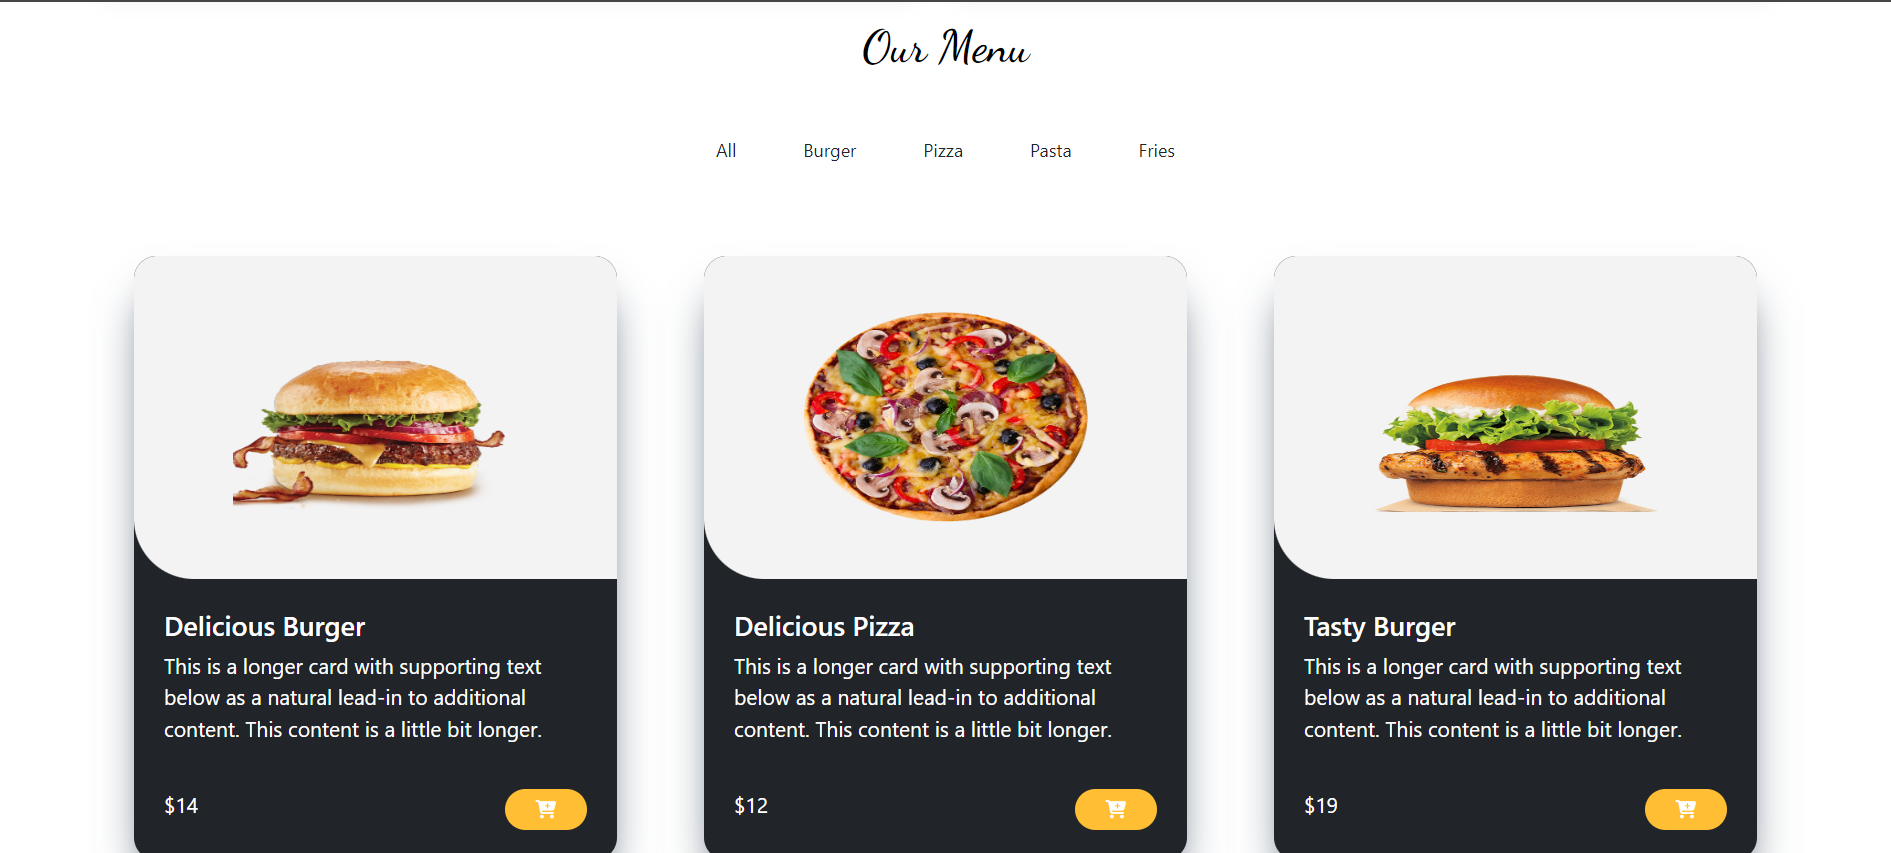 Our Menu
All Burger Pizza Pasta Fries
Delicious Burger
This is a longer card with supporting text
below as a natural lead-in to additional
content. This content is a little bit longer.
$14
Delicious Pizza
This is a longer card with supporting text
below as a natural lead-in to additional
content. This content is a little bit longer.
$12
Tasty Burger
This is a longer card with supporting text
below as a natural lead-in to additional
content. This content is a little bit longer.
$19